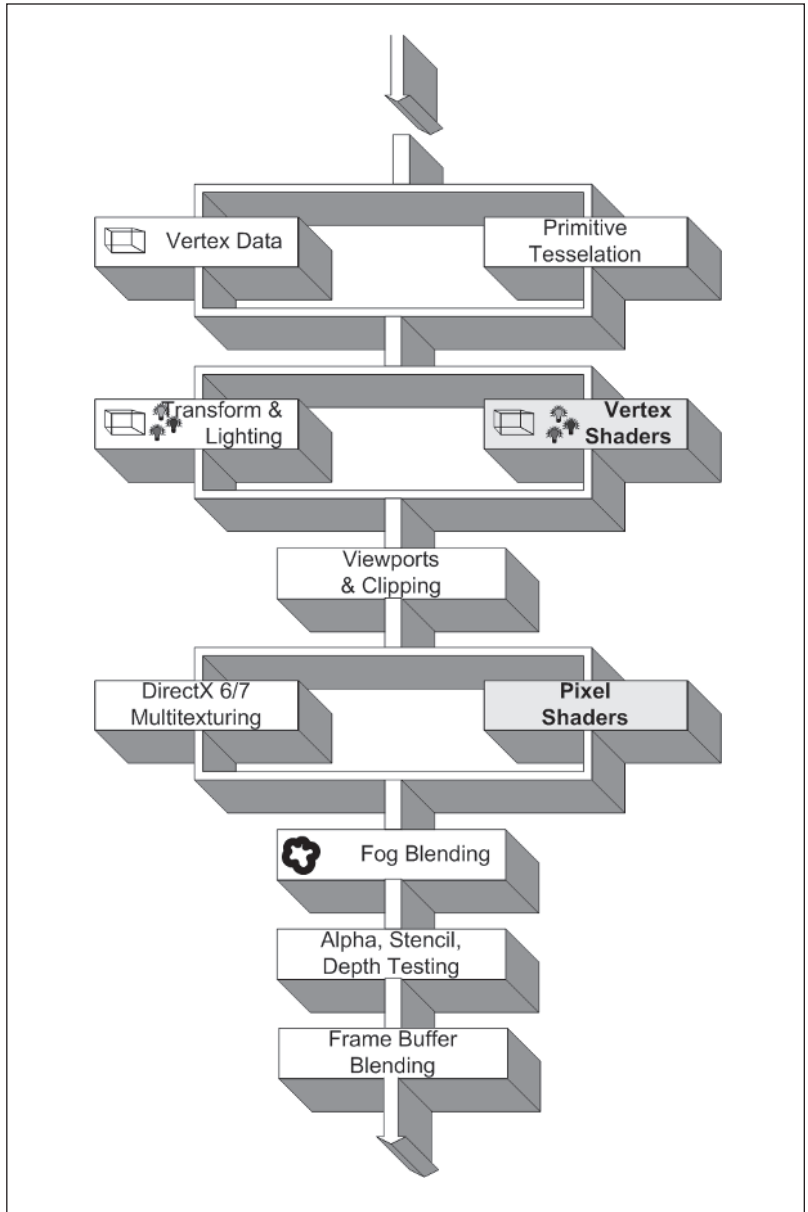 Vertex Data
Primitive
Tesselation
Transform &
Lighting
Vertex
Shaders
Viewports
& Clipping
DirectX 6/7
Multitexturing
Pixel
Shaders
Fog Blending
Alpha, Stencil,
Depth Testing
Frame Buffer
Blending